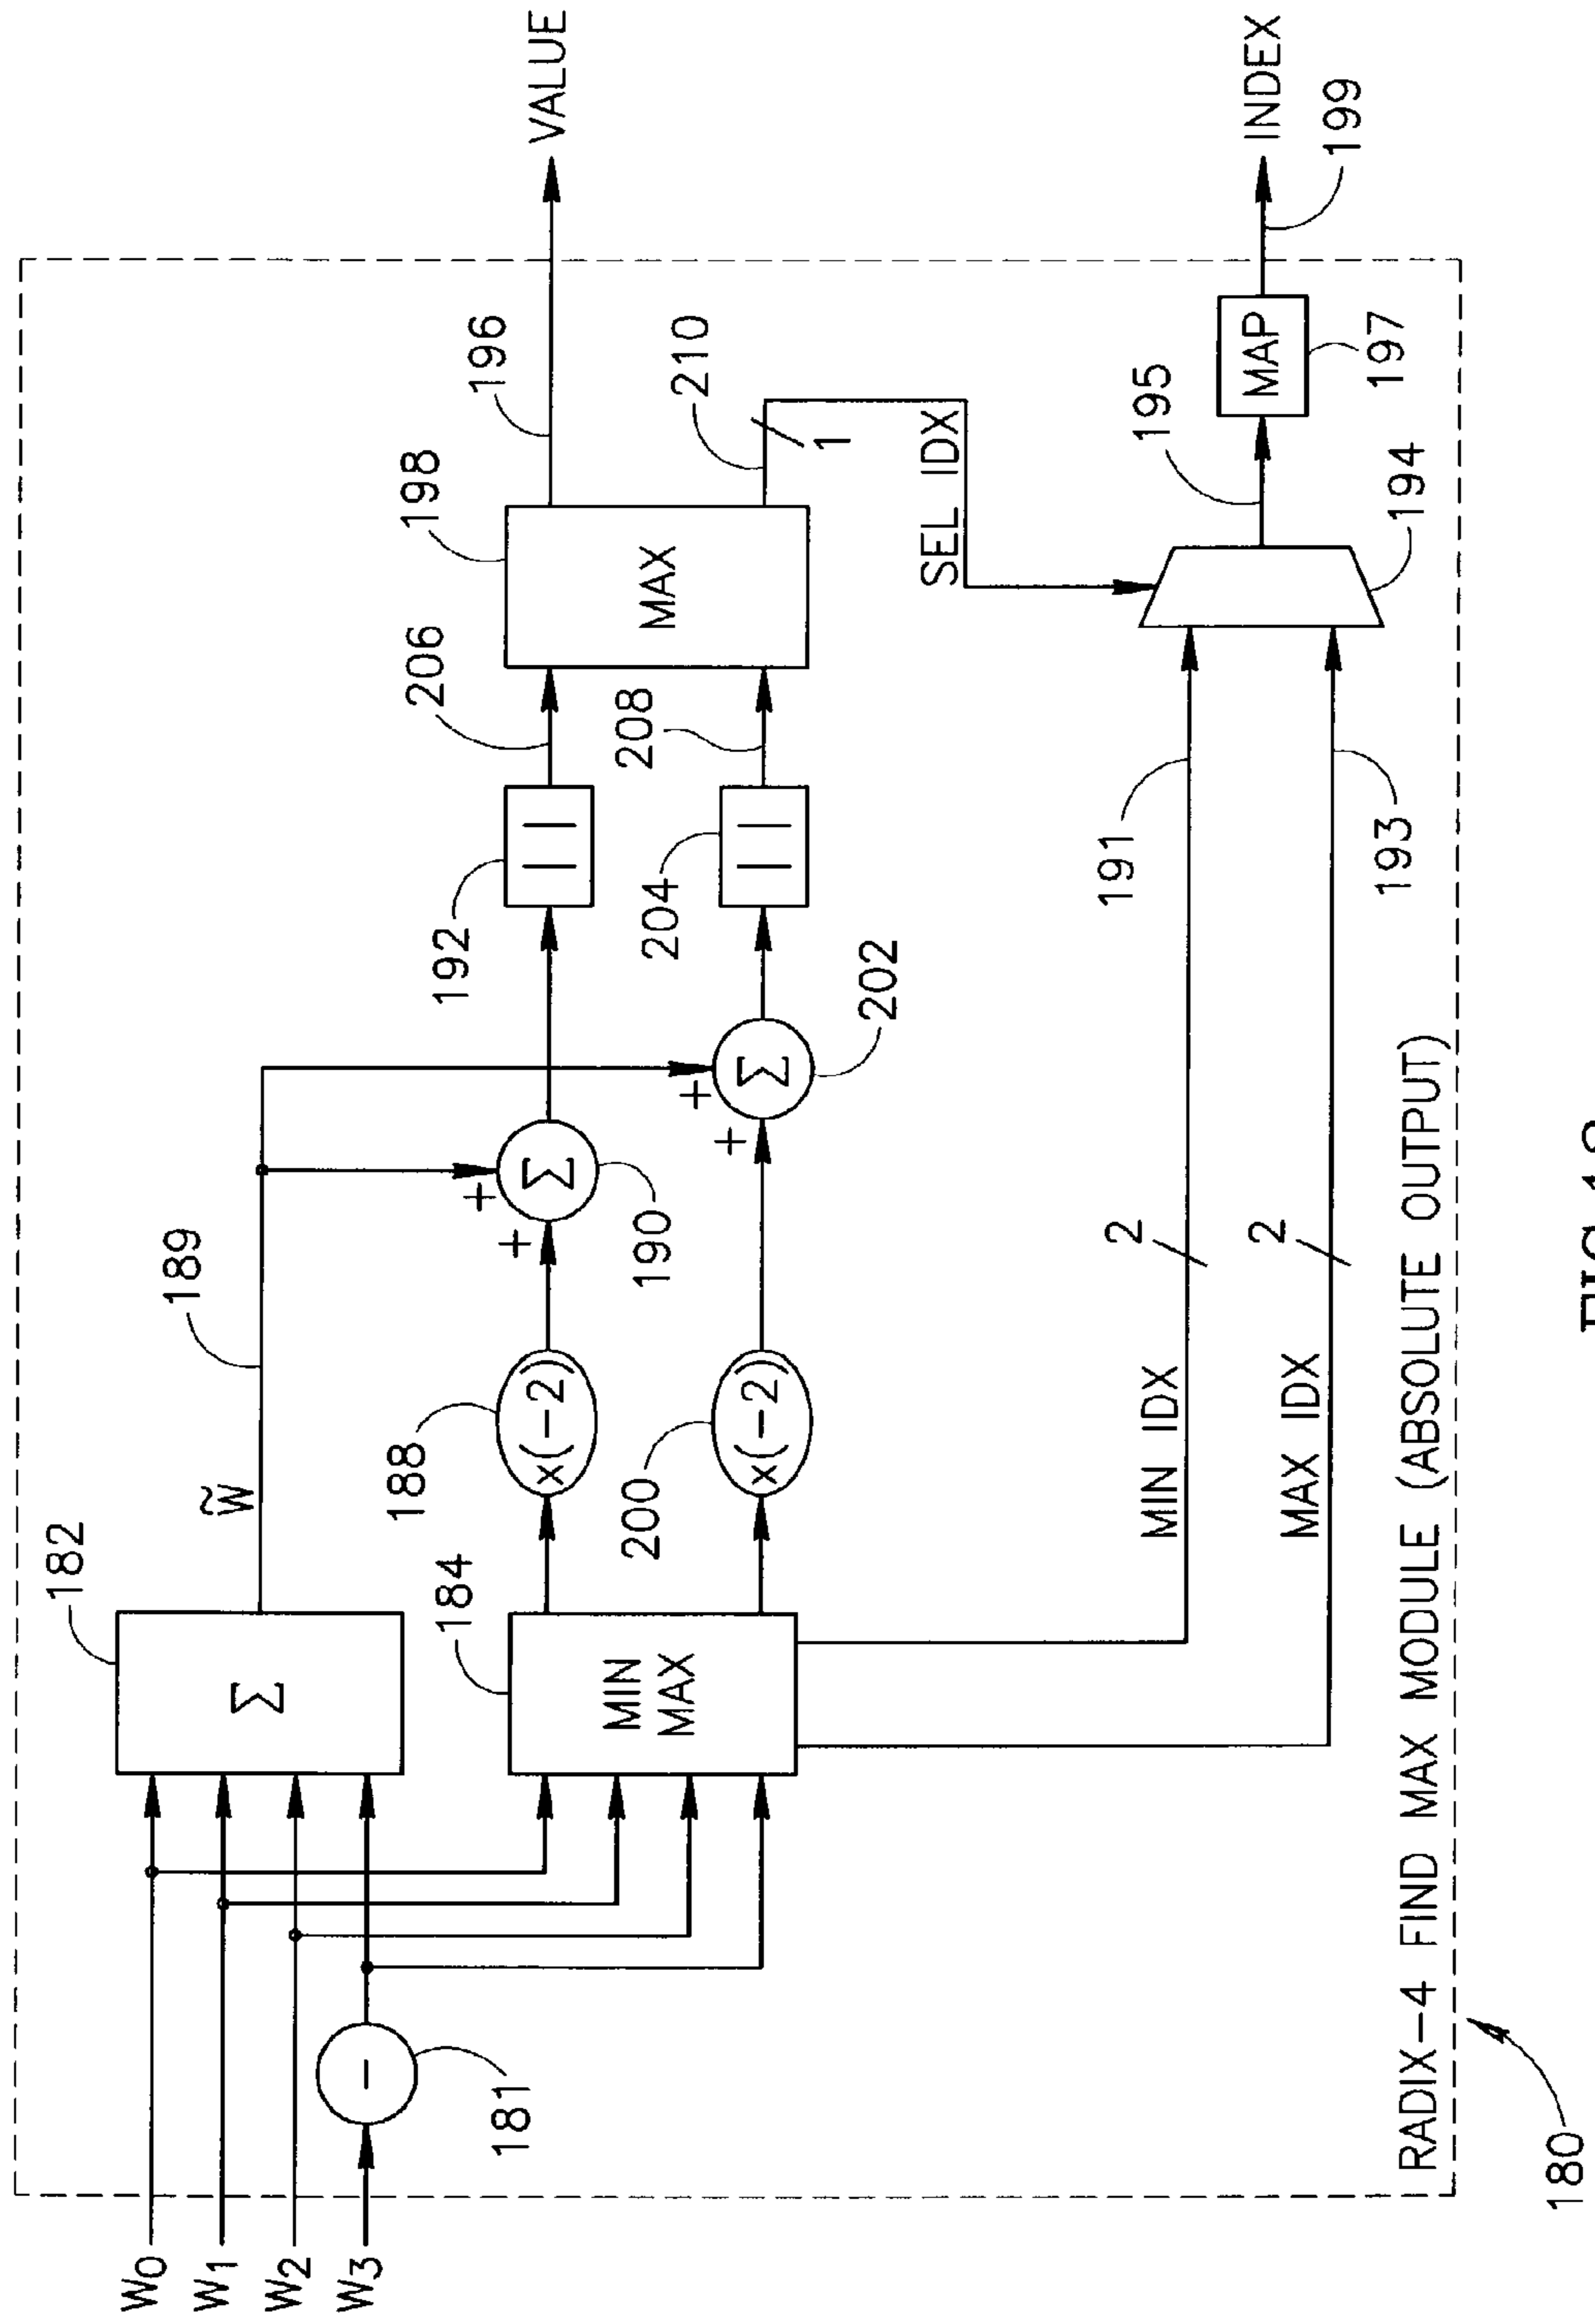 W0
W1
W2
W3
181
182
Σ
W̃
189
184
MIN
MAX
188
x(-2)
200
x(-2)
+
+
Σ
190
+
+
Σ
202
192
| |
204
| |
206
208
198
MAX
196
VALUE
210
1
SEL IDX
MIN IDX
2
191
MAX IDX
2
193
194
195
MAP
197
199
INDEX
RADIX-4 FIND MAX MODULE (ABSOLUTE OUTPUT)
180